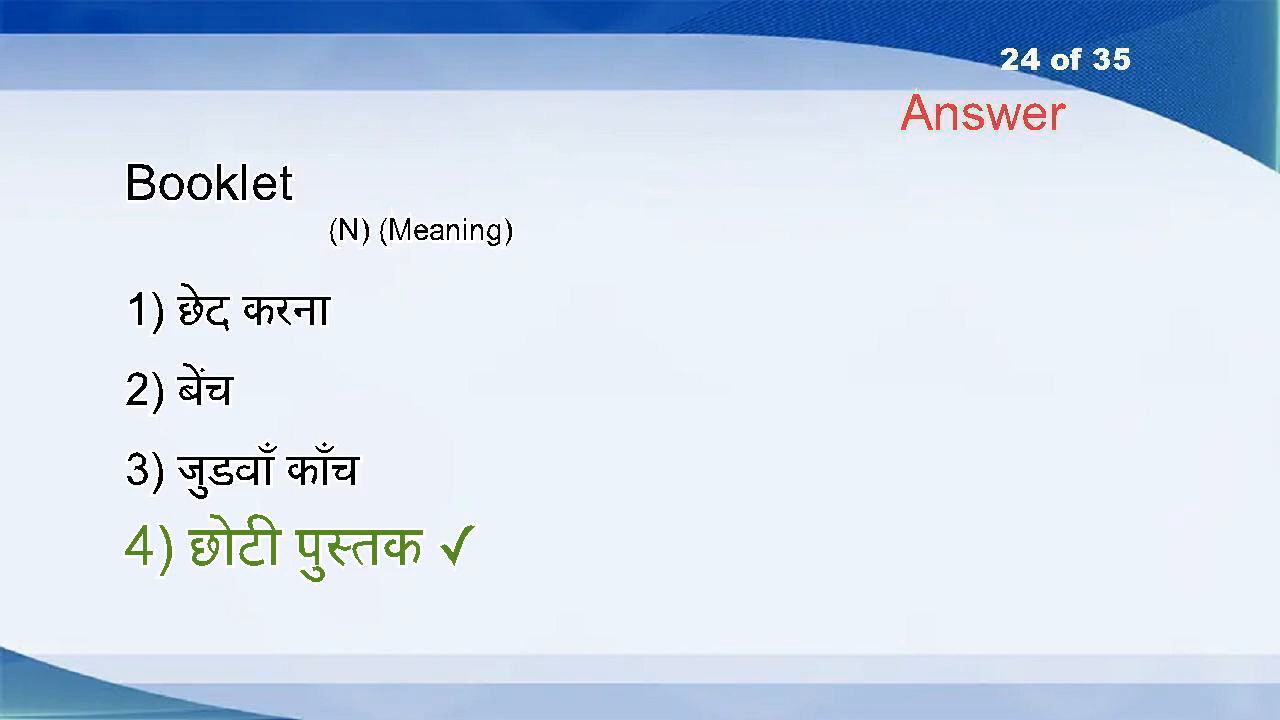 24 of 35
Answer
Booklet
(N) (Meaning)
1) छेद करना
2) बेंच
3) जुडवाँ काँच
4) छोटी पुस्तक ✓